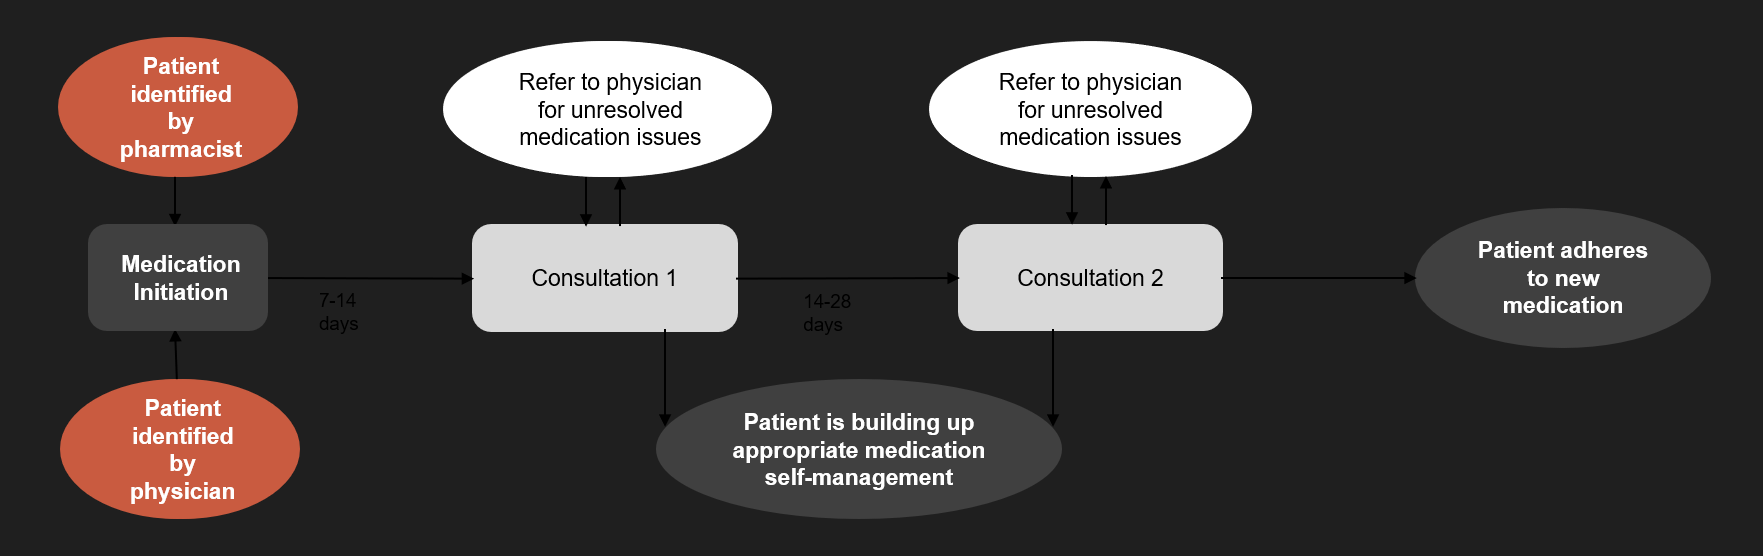 Patient
identified
by
pharmacist
Refer to physician
for unresolved
medication issues
Refer to physician
for unresolved
medication issues
Medication
Initiation
7-14
days
Consultation 1
14-28
days
Consultation 2
Patient adheres
to new
medication
Patient
identified
by
physician
Patient is building up
appropriate medication
self-management